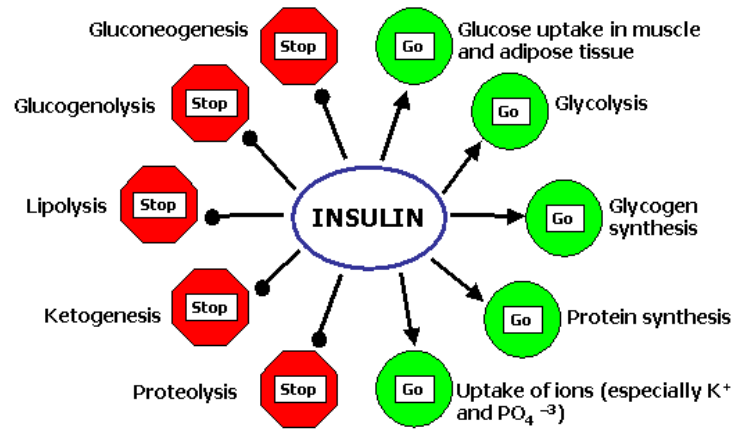 Gluconeogenesis
Stop
Go
Glucose uptake in muscle
and adipose tissue
Glucogenolysis
Stop
Go
Glycolysis
Lipolysis
Stop
INSULIN
Go
Glycogen
synthesis
Ketogenesis
Stop
Go
Protein synthesis
Proteolysis
Stop
Go
Uptake of ions (especially K⁺
and PO₄ ⁻³)